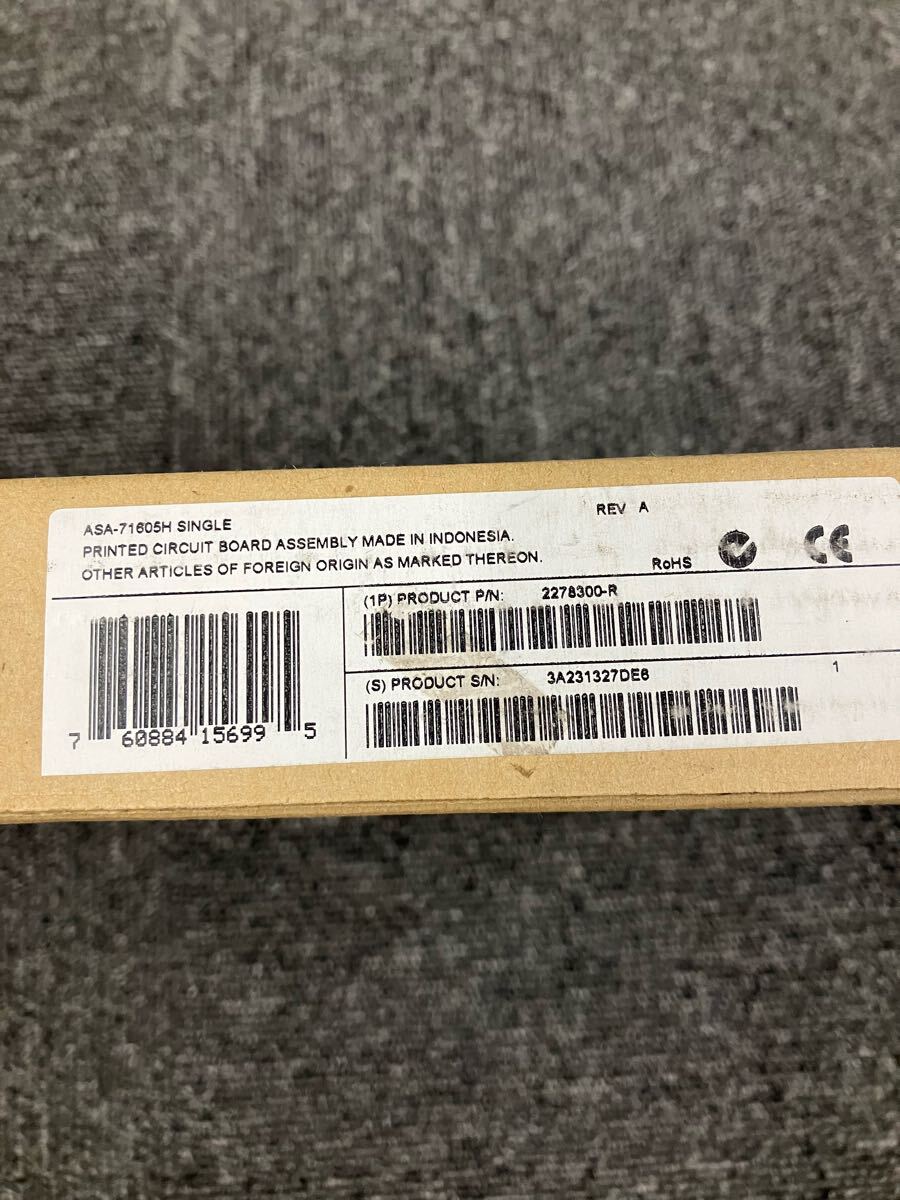 ASA-71605H SINGLE
REV A
PRINTED CIRCUIT BOARD ASSEMBLY MADE IN INDONESIA.
OTHER ARTICLES OF FOREIGN ORIGIN AS MARKED THEREON.
RoHS
CE
(1P) PRODUCT P/N: 2278300-R
(S) PRODUCT S/N: 3A231327DE6
1
7 60884 15699 5